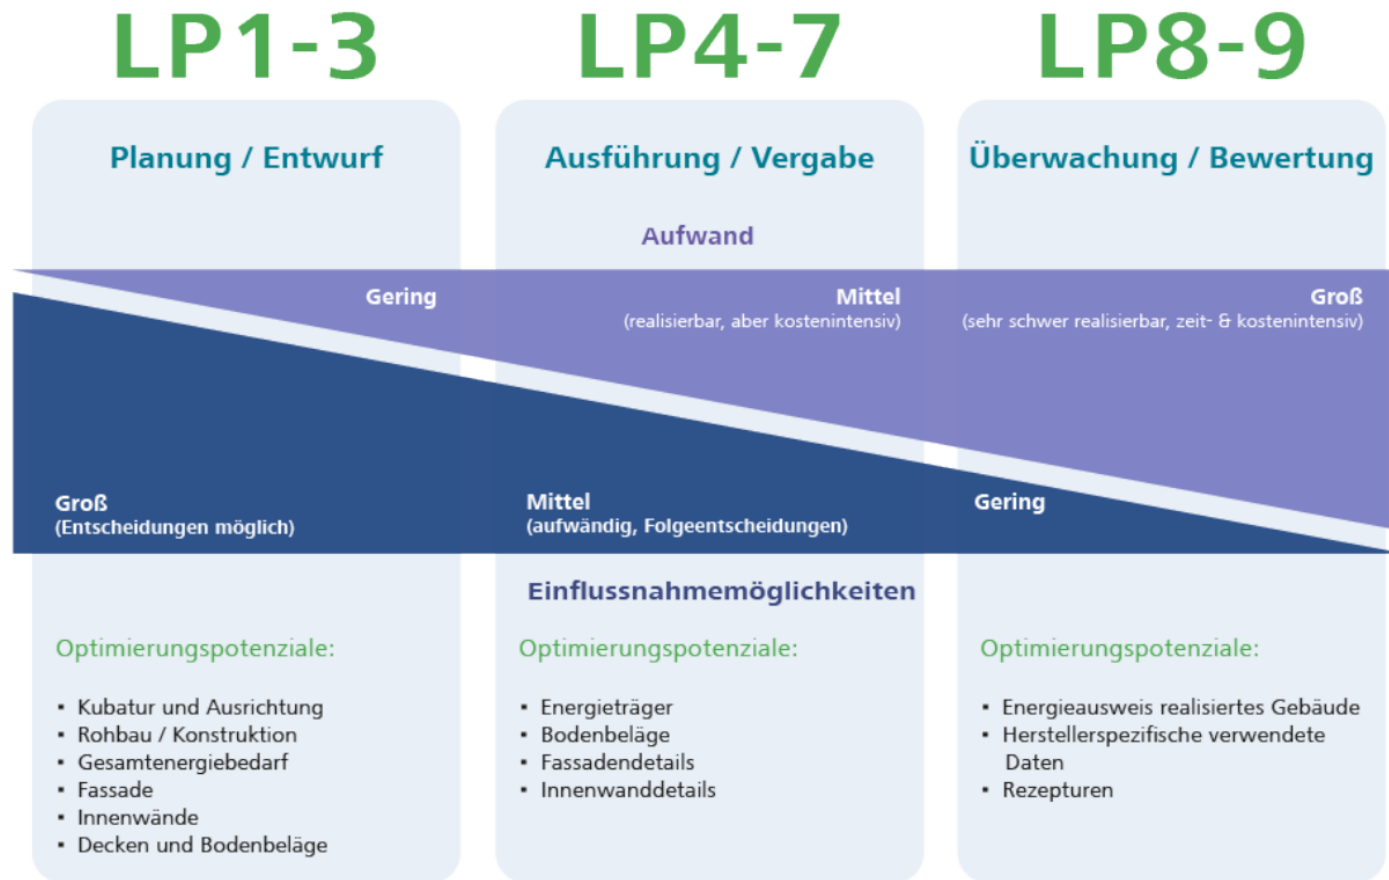 LP1-3
LP4-7
LP8-9
Planung / Entwurf
Ausführung / Vergabe
Überwachung / Bewertung
Aufwand
Gering
Mittel
(realisierbar, aber kostenintensiv)
Groß
(sehr schwer realisierbar, zeit- & kostenintensiv)
Groß
(Entscheidungen möglich)
Mittel
(aufwändig, Folgeentscheidungen)
Gering
Einflussnahmemöglichkeiten
Optimierungspotenziale:
▪ Kubatur und Ausrichtung
▪ Rohbau / Konstruktion
▪ Gesamtenergiebedarf
▪ Fassade
▪ Innenwände
▪ Decken und Bodenbeläge
Optimierungspotenziale:
▪ Energieträger
▪ Bodenbeläge
▪ Fassadendetails
▪ Innenwanddetails
Optimierungspotenziale:
▪ Energieausweis realisiertes Gebäude
▪ Herstellerspezifische verwendete
Daten
▪ Rezepturen